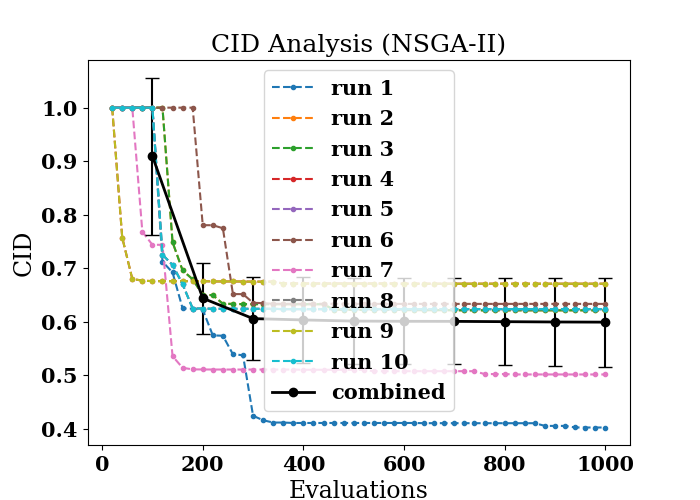 CID Analysis (NSGA-II)
CID
1.0
0.9
0.8
0.7
0.6
0.5
0.4
run 1
run 2
run 3
run 4
run 5
run 6
run 7
run 8
run 9
run 10
combined
0 200 400 600 800 1000
Evaluations